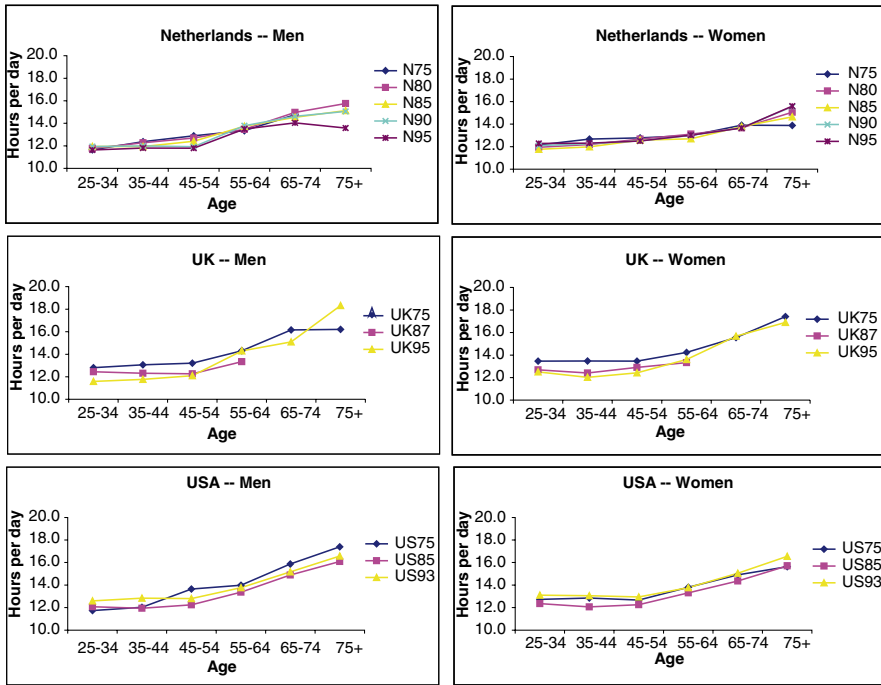 Netherlands -- Men
Hours per day
20.0
18.0
16.0
14.0
12.0
10.0
25-34 35-44 45-54 55-64 65-74 75+
Age
N75
N80
N85
N90
N95
Netherlands -- Women
Hours per day
20.0
18.0
16.0
14.0
12.0
10.0
25-34 35-44 45-54 55-64 65-74 75+
Age
N75
N80
N85
N90
N95
UK -- Men
Hours per day
20.0
18.0
16.0
14.0
12.0
10.0
25-34 35-44 45-54 55-64 65-74 75+
Age
UK75
UK87
UK95
UK -- Women
Hours per day
20.0
18.0
16.0
14.0
12.0
10.0
25-34 35-44 45-54 55-64 65-74 75+
Age
UK75
UK87
UK95
USA -- Men
Hours per day
20.0
18.0
16.0
14.0
12.0
10.0
25-34 35-44 45-54 55-64 65-74 75+
Age
US75
US85
US93
USA -- Women
Hours per day
20.0
18.0
16.0
14.0
12.0
10.0
25-34 35-44 45-54 55-64 65-74 75+
Age
US75
US85
US93